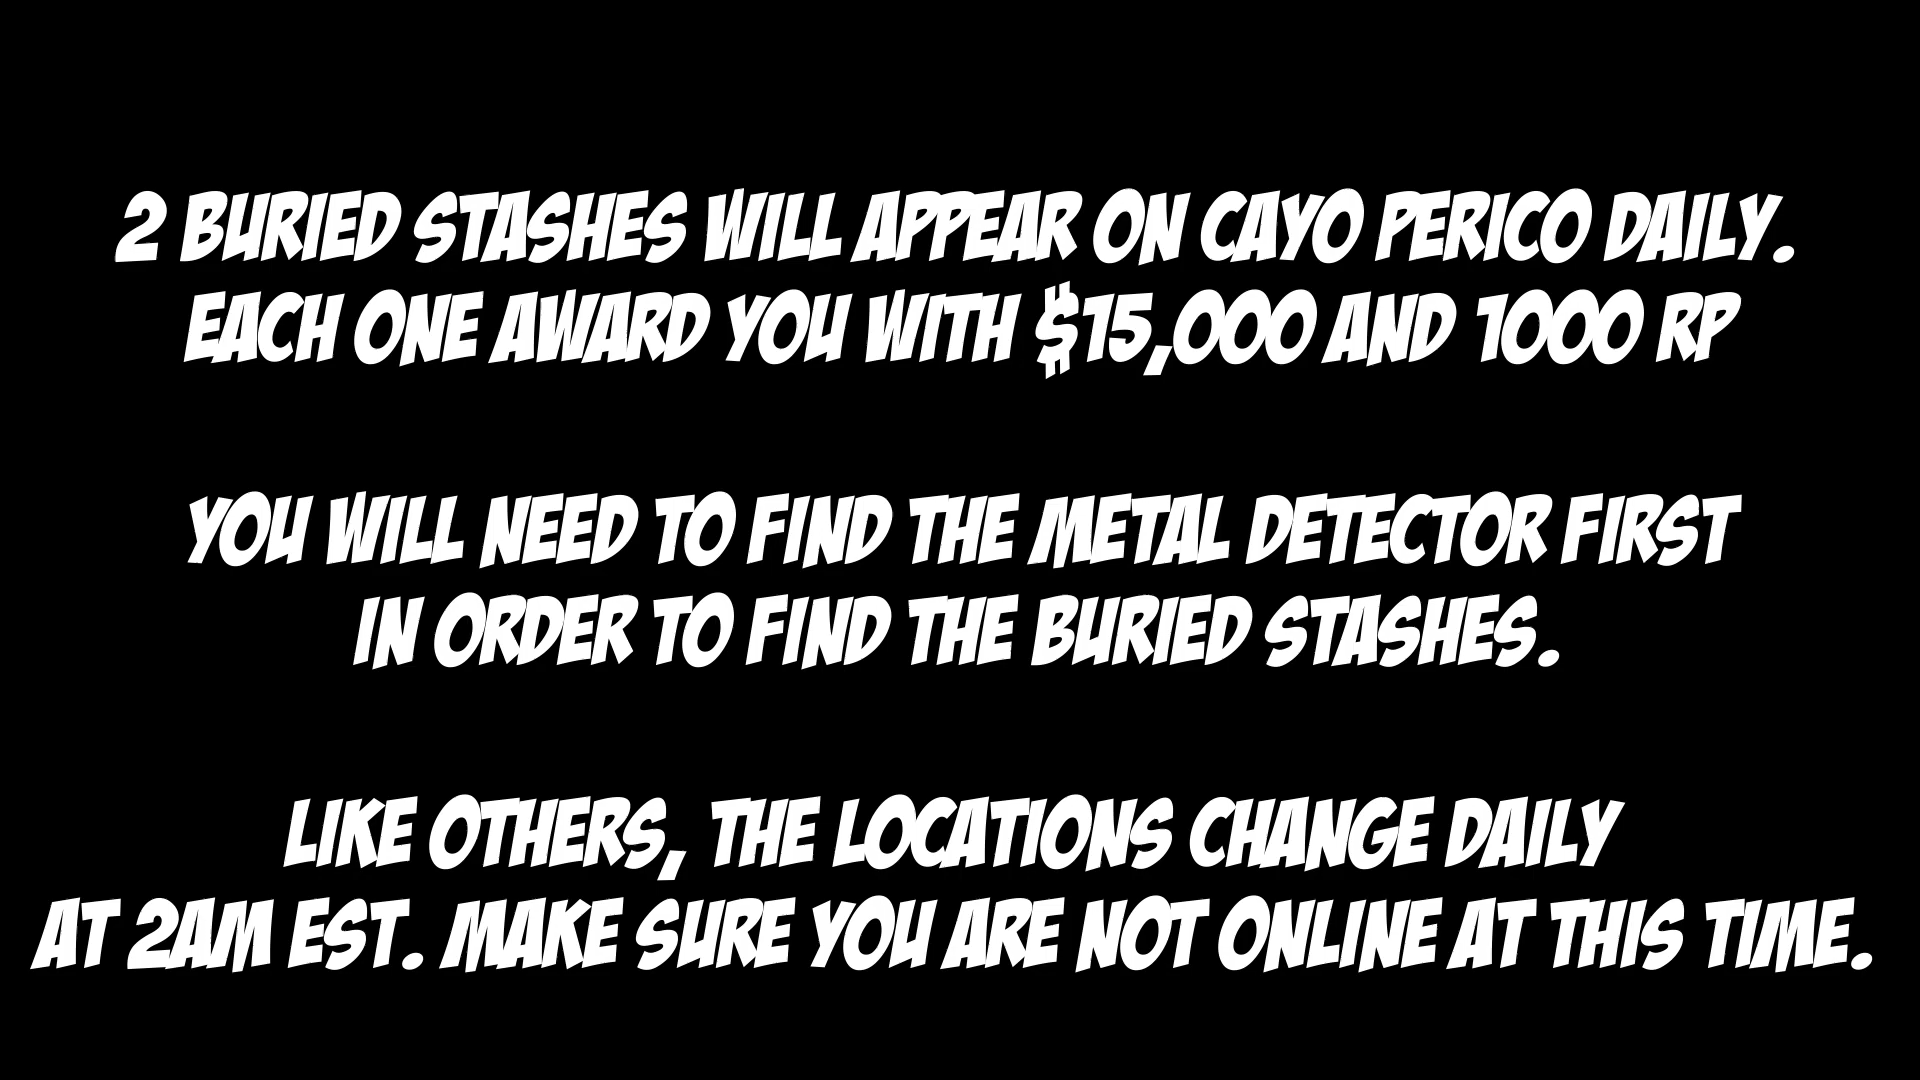 2 BURIED STASHES WILL APPEAR ON CAYO PERICO DAILY.
EACH ONE AWARD YOU WITH $15,000 AND 1000 RP
YOU WILL NEED TO FIND THE METAL DETECTOR FIRST
IN ORDER TO FIND THE BURIED STASHES.
LIKE OTHERS, THE LOCATIONS CHANGE DAILY
AT 2AM EST. MAKE SURE YOU ARE NOT ONLINE AT THIS TIME.